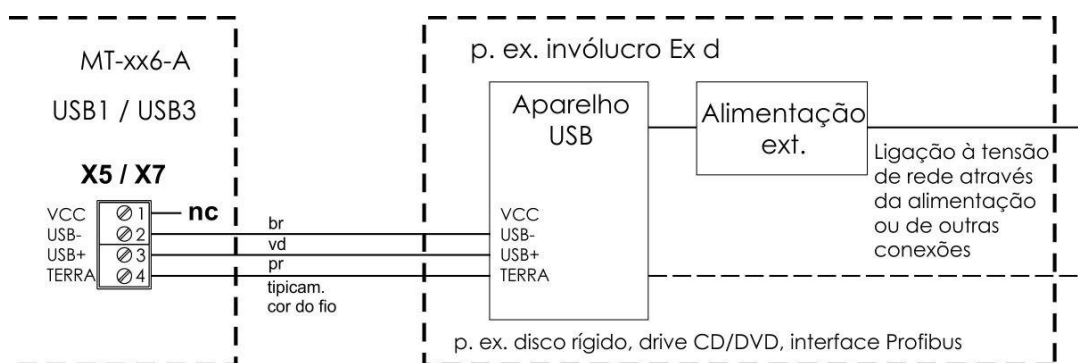 MT-xx6-A
USB1 / USB3
X5 / X7
VCC 1 nc
USB- 2
USB+ 3
TERRA 4
br
vd
pr
tipicam.
cor do fio
p. ex. invólucro Ex d
Aparelho
USB
VCC
USB-
USB+
TERRA
Alimentação
ext.
Ligação à tensão
de rede através
da alimentação
ou de outras
conexões
p. ex. disco rígido, drive CD/DVD, interface Profibus